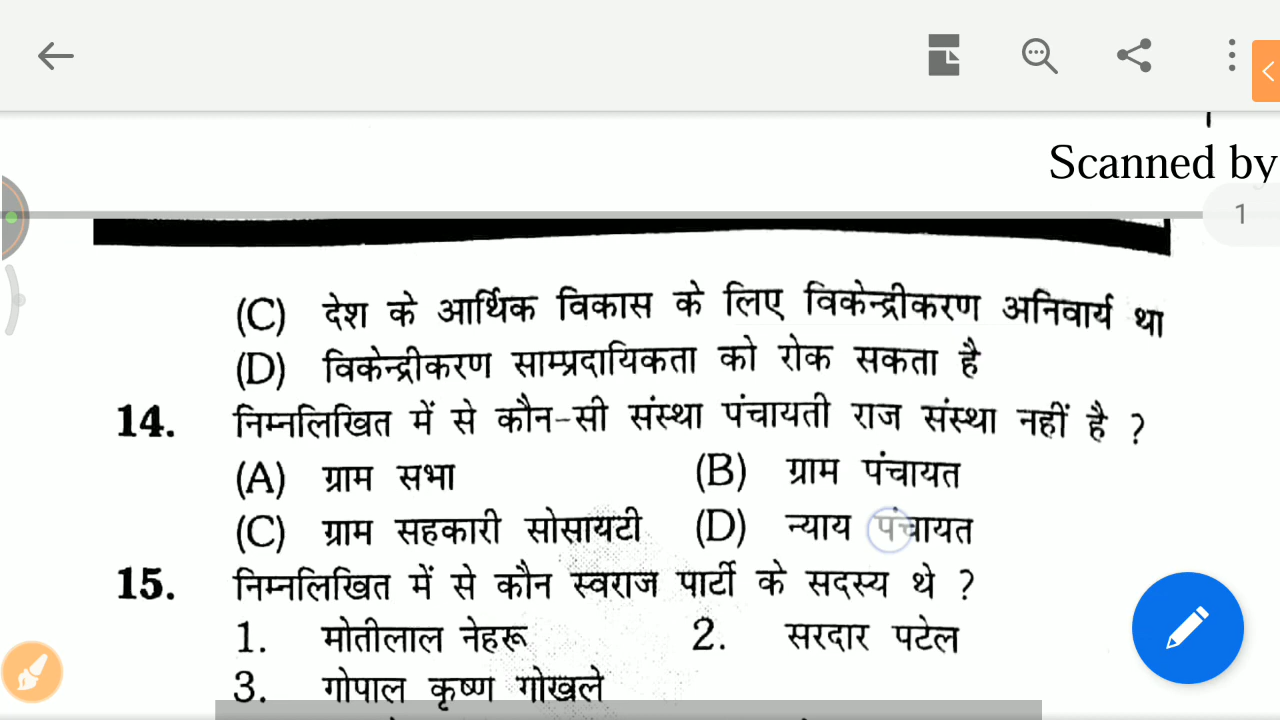 Scanned by
1
(C) देश के आर्थिक विकास के लिए विकेन्द्रीकरण अनिवार्य था
(D) विकेन्द्रीकरण साम्प्रदायिकता को रोक सकता है
14. निम्नलिखित में से कौन-सी संस्था पंचायती राज संस्था नहीं है ?
(A) ग्राम सभा (B) ग्राम पंचायत
(C) ग्राम सहकारी सोसायटी (D) न्याय पंचायत
15. निम्नलिखित में से कौन स्वराज पार्टी के सदस्य थे ?
1. मोतीलाल नेहरू 2. सरदार पटेल
3. गोपाल कृष्ण गोखले